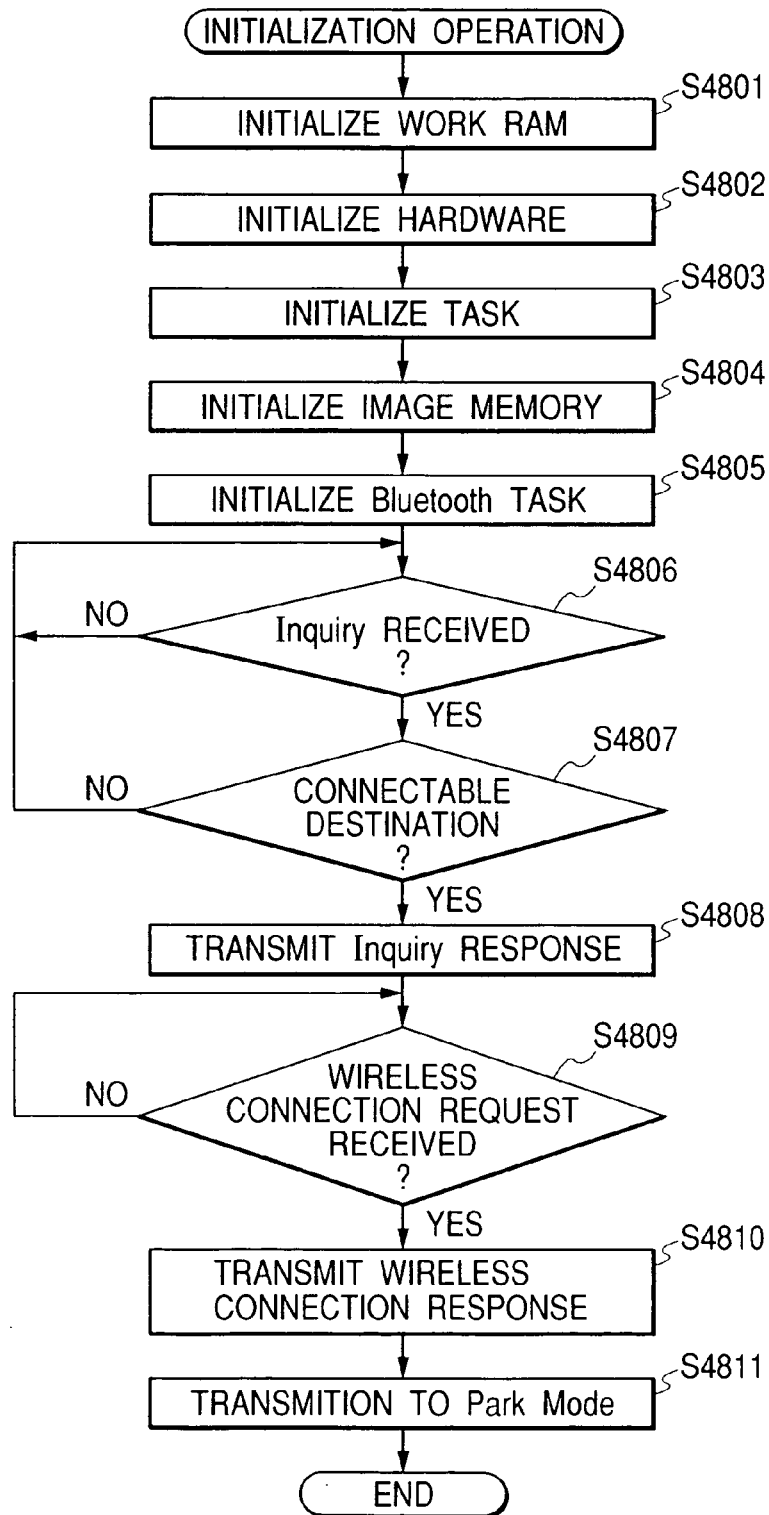 INITIALIZATION OPERATION
S4801
INITIALIZE WORK RAM
S4802
INITIALIZE HARDWARE
S4803
INITIALIZE TASK
S4804
INITIALIZE IMAGE MEMORY
S4805
INITIALIZE Bluetooth TASK
S4806
NO
Inquiry RECEIVED
?
YES
S4807
NO
CONNECTABLE
DESTINATION
?
YES
S4808
TRANSMIT Inquiry RESPONSE
S4809
NO
WIRELESS
CONNECTION REQUEST
RECEIVED
?
YES
S4810
TRANSMIT WIRELESS
CONNECTION RESPONSE
S4811
TRANSMITION TO Park Mode
END